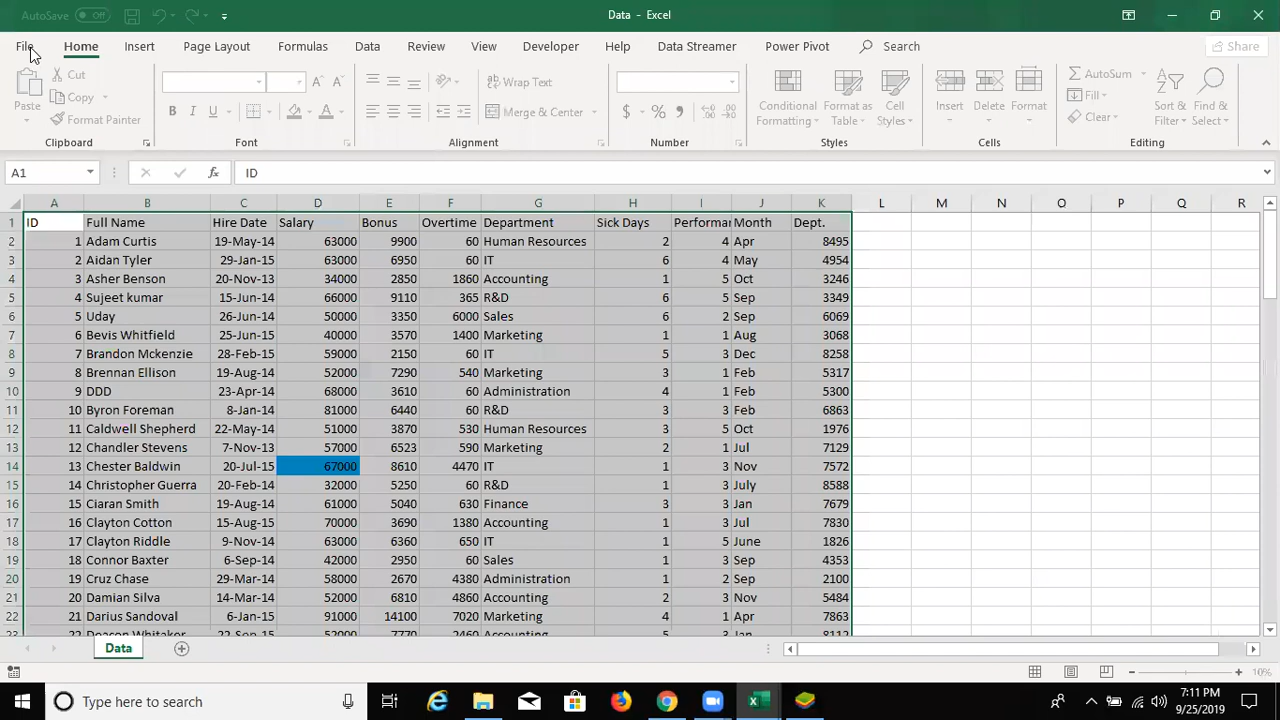 AutoSave Off Data - Excel
File Home Insert Page Layout Formulas Data Review View Developer Help Data Streamer Power Pivot Search Share
Cut AutoSum
Paste Copy Wrap Text Conditional Format as Cell Insert Delete Format Fill Sort & Find &
Format Painter B I U Merge & Center $ % Formatting Table Styles Clear Filter Select
Clipboard Font Alignment Number Styles Cells Editing
A1 fx ID
A B C D E F G H I J K L M N O P Q R
1 ID Full Name Hire Date Salary Bonus Overtime Department Sick Days Performar Month Dept.
2 1 Adam Curtis 19-May-14 63000 9900 60 Human Resources 2 4 Apr 8495
3 2 Aidan Tyler 29-Jan-15 63000 6950 60 IT 6 4 May 4954
4 3 Asher Benson 20-Nov-13 34000 2850 1860 Accounting 1 5 Oct 3246
5 4 Sujeet kumar 15-Jun-14 66000 9110 365 R&D 6 5 Sep 3349
6 5 Uday 26-Jun-14 50000 3350 6000 Sales 6 2 Sep 6069
7 6 Bevis Whitfield 25-Jun-15 40000 3570 1400 Marketing 1 1 Aug 3068
8 7 Brandon Mckenzie 28-Feb-15 59000 2150 60 IT 5 3 Dec 8258
9 8 Brennan Ellison 19-Aug-14 52000 7290 540 Marketing 3 1 Feb 5317
10 9 DDD 23-Apr-14 68000 3610 60 Administration 4 1 Feb 5300
11 10 Byron Foreman 8-Jan-14 81000 6440 60 R&D 3 3 Feb 6863
12 11 Caldwell Shepherd 22-May-14 51000 3870 530 Human Resources 3 5 Oct 1976
13 12 Chandler Stevens 7-Nov-13 57000 6523 590 Marketing 2 1 Jul 7129
14 13 Chester Baldwin 20-Jul-15 67000 8610 4470 IT 1 3 Nov 7572
15 14 Christopher Guerra 20-Feb-14 32000 5250 60 R&D 1 3 July 8588
16 15 Ciaran Smith 19-Aug-14 61000 5040 630 Finance 3 3 Jan 7679
17 16 Clayton Cotton 15-Aug-15 70000 3690 1380 Accounting 1 3 Jul 7830
18 17 Clayton Riddle 9-Nov-14 63000 6360 650 IT 1 5 June 1826
19 18 Connor Baxter 6-Sep-14 42000 2950 60 Sales 1 3 Sep 4353
20 19 Cruz Chase 29-Mar-14 58000 2670 4380 Administration 1 2 Sep 2100
21 20 Damian Silva 14-Mar-14 52000 6810 4860 Accounting 2 3 Nov 5484
22 21 Darius Sandoval 6-Jan-15 91000 14100 7020 Marketing 4 1 Apr 7863
23 22 Deacon Whitaker 22-Sep-15 52000 7770 2460 Accounting 5 3 Jan 8112
Data
10%
Type here to search
7:11 PM
9/25/2019